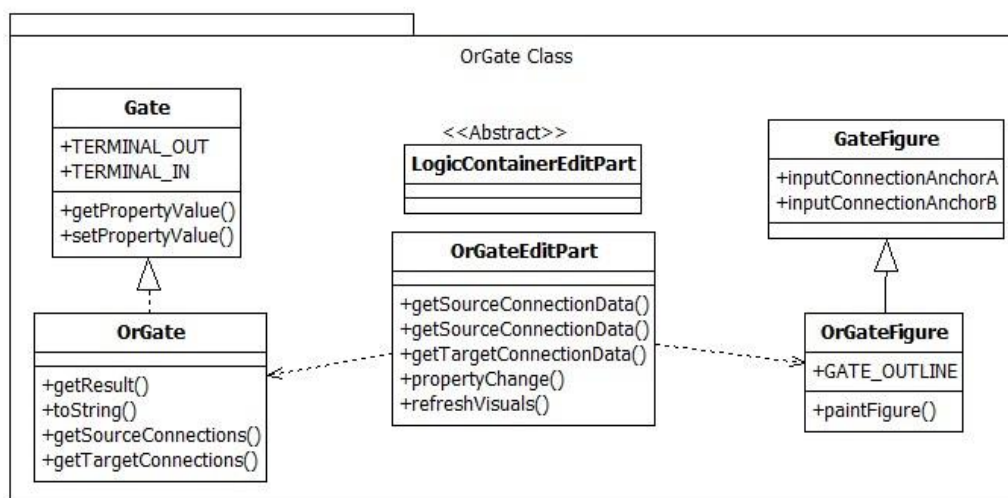 OrGate Class
Gate
+TERMINAL_OUT
+TERMINAL_IN
+getPropertyValue()
+setPropertyValue()
<<Abstract>>
LogicContainerEditPart
GateFigure
+inputConnectionAnchorA
+inputConnectionAnchorB
OrGateEditPart
+getSourceConnectionData()
+getSourceConnectionData()
+getTargetConnectionData()
+propertyChange()
+refreshVisuals()
OrGate
+getResult()
+toString()
+getSourceConnections()
+getTargetConnections()
OrGateFigure
+GATE_OUTLINE
+paintFigure()